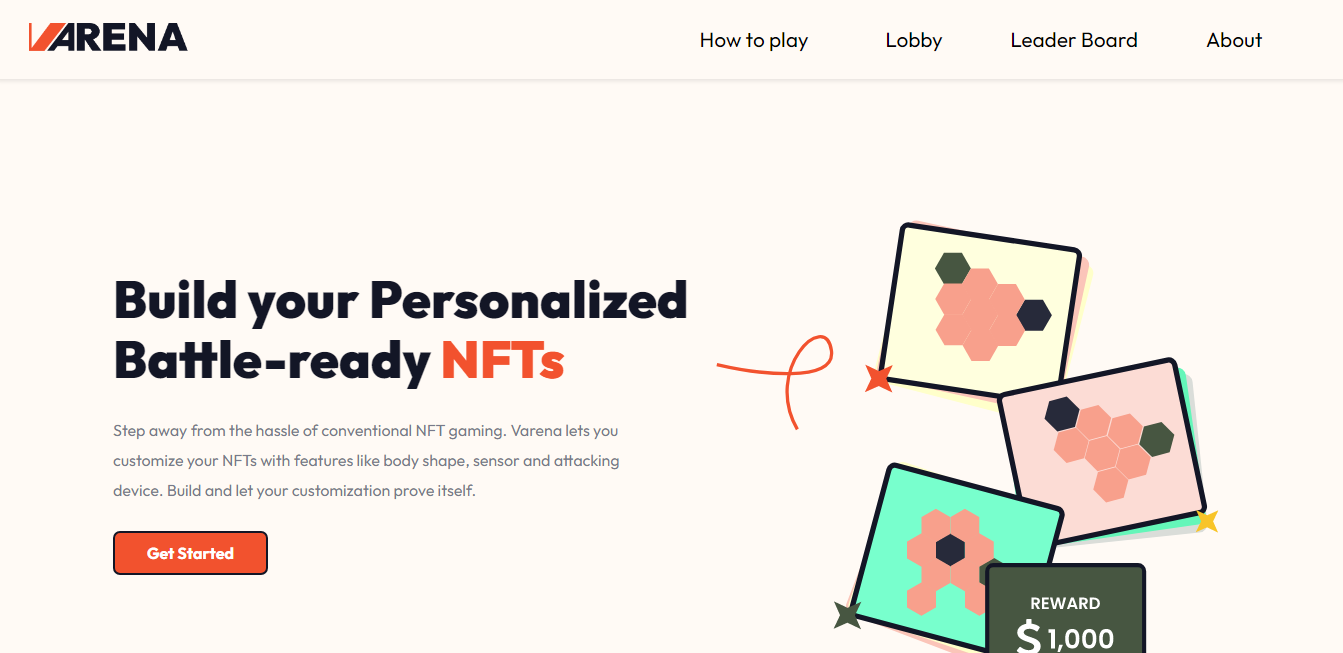 VARENA
How to play
Lobby
Leader Board
About
Build your Personalized
Battle-ready NFTs
Step away from the hassle of conventional NFT gaming. Varena lets you
customize your NFTs with features like body shape, sensor and attacking
device. Build and let your customization prove itself.
Get Started
REWARD
$1,000